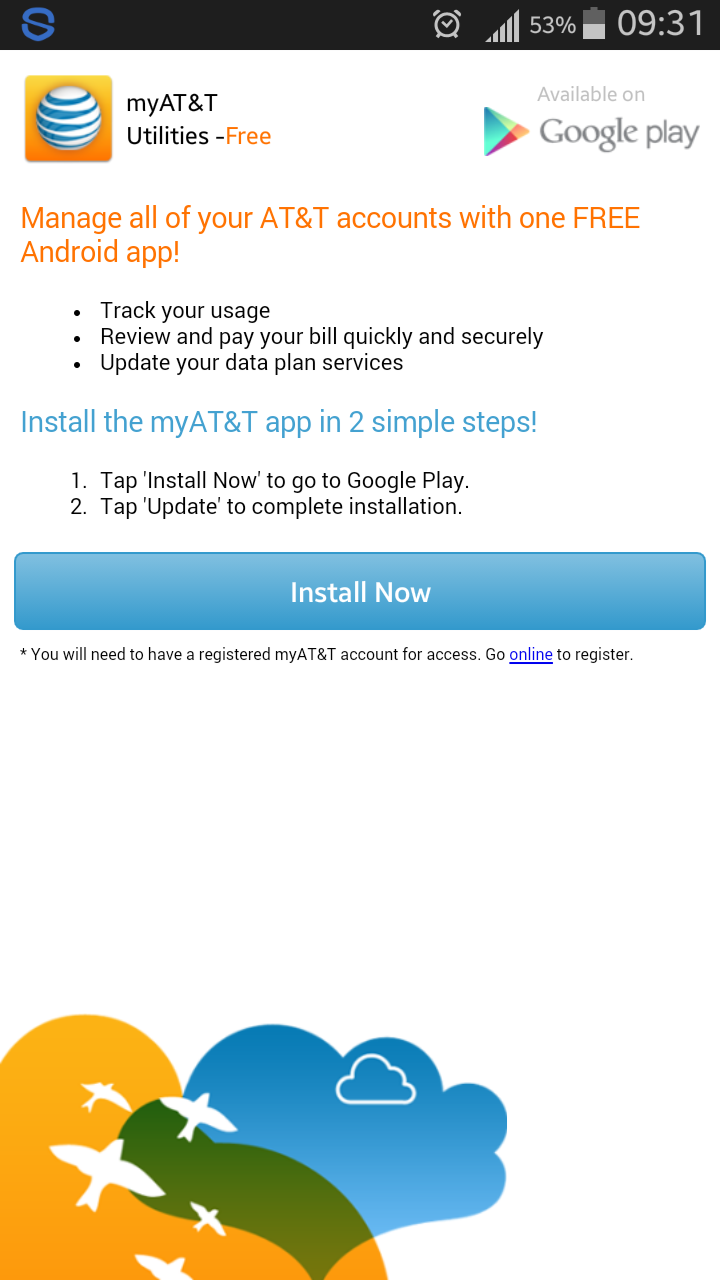 53% 09:31
myAT&T
Utilities -Free
Available on
Google play
Manage all of your AT&T accounts with one FREE
Android app!
• Track your usage
• Review and pay your bill quickly and securely
• Update your data plan services
Install the myAT&T app in 2 simple steps!
1. Tap 'Install Now' to go to Google Play.
2. Tap 'Update' to complete installation.
Install Now
* You will need to have a registered myAT&T account for access. Go online to register.